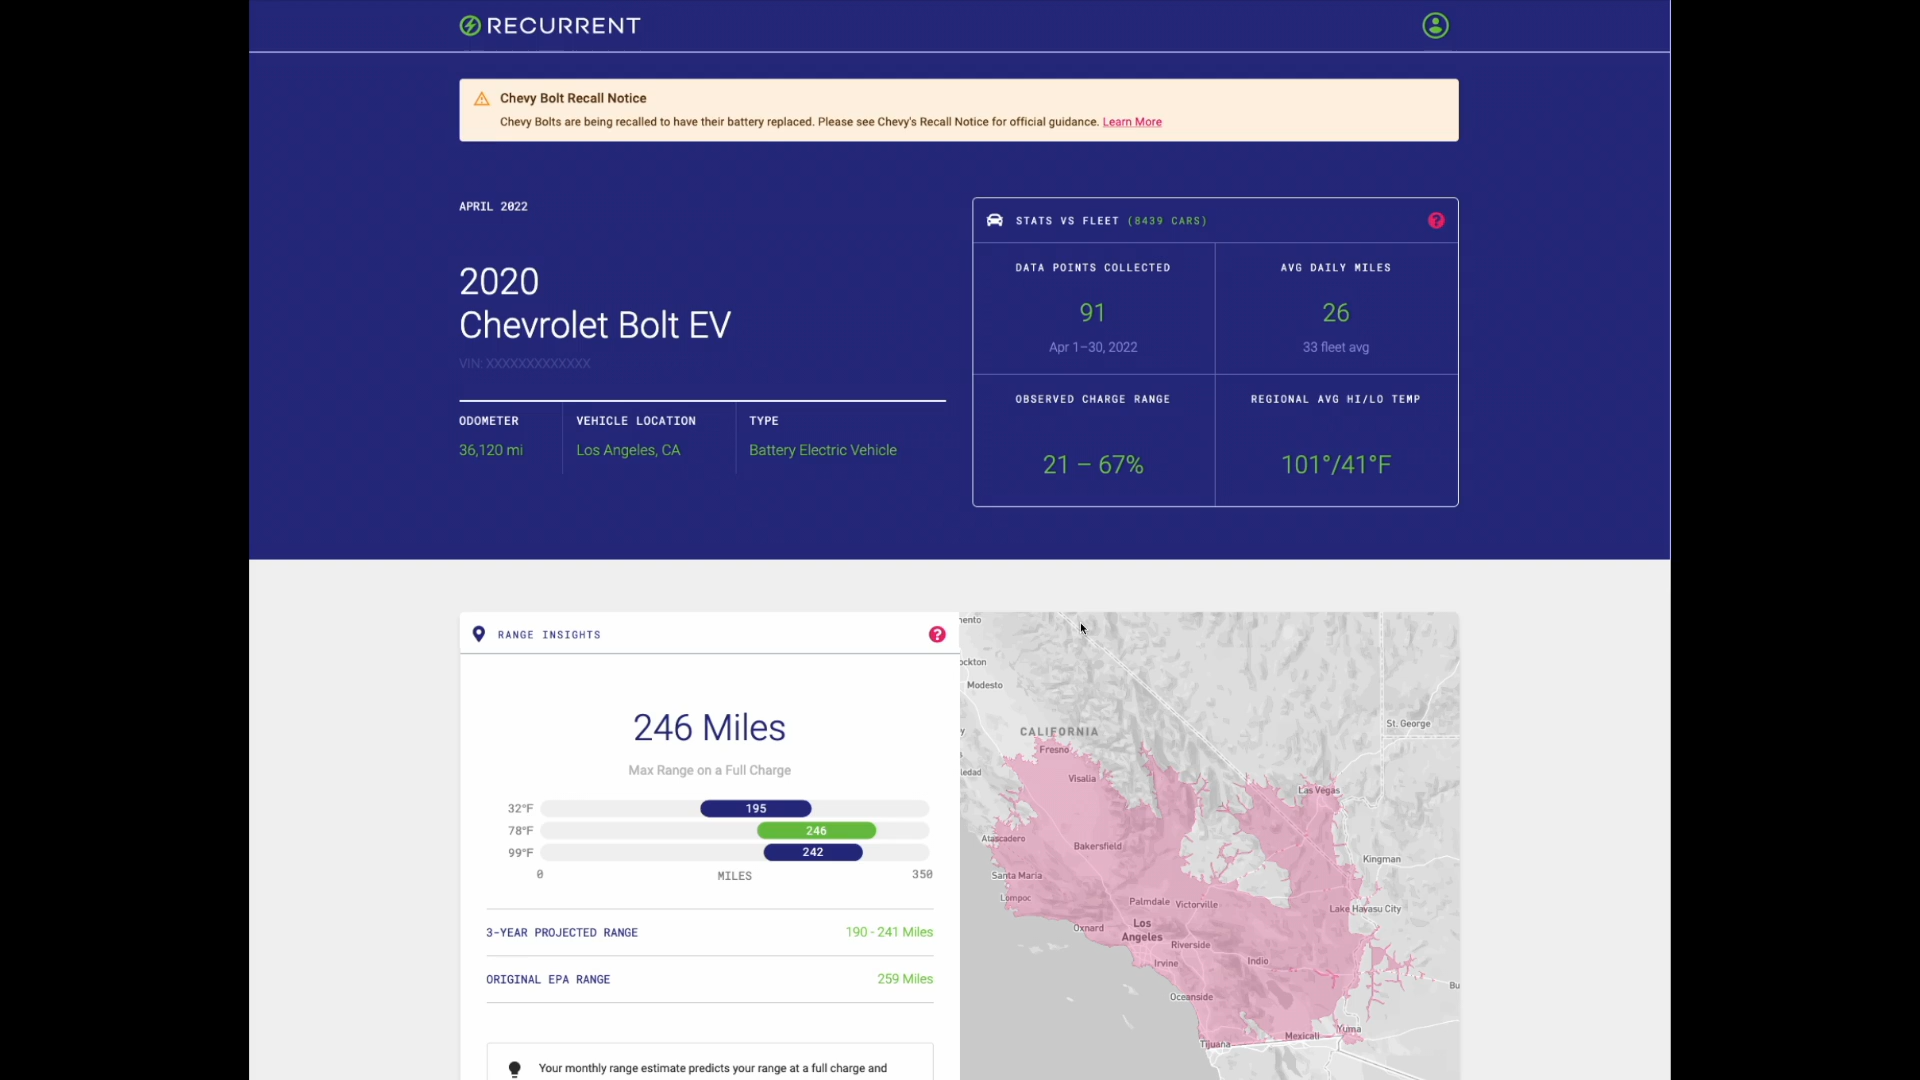 RECURRENT
Chevy Bolt Recall Notice
Chevy Bolts are being recalled to have their battery replaced. Please see Chevy's Recall Notice for official guidance. Learn More
APRIL 2022
2020
Chevrolet Bolt EV
VIN: XXXXXXXXXXXXX
ODOMETER
36,120 mi
VEHICLE LOCATION
Los Angeles, CA
TYPE
Battery Electric Vehicle
STATS VS FLEET (8439 CARS)
?
DATA POINTS COLLECTED
91
Apr 1–30, 2022
AVG DAILY MILES
26
33 fleet avg
OBSERVED CHARGE RANGE
21 – 67%
REGIONAL AVG HI/LO TEMP
101°/41°F
RANGE INSIGHTS
?
246 Miles
Max Range on a Full Charge
32°F 195
78°F 246
99°F 242
0 MILES 350
3-YEAR PROJECTED RANGE 190 - 241 Miles
ORIGINAL EPA RANGE 259 Miles
Your monthly range estimate predicts your range at a full charge and
mento
ockton
Modesto
St. George
CALIFORNIA
y
Fresno
ledad
Visalia
Las Vegas
Atascadero
Bakersfield
Kingman
Santa Maria
Lompoc
Palmdale
Victorville
Lake Havasu City
Oxnard
Los
Angeles
Riverside
Irvine
Indio
Bu
Oceanside
Yuma
Mexicali
Tijuana